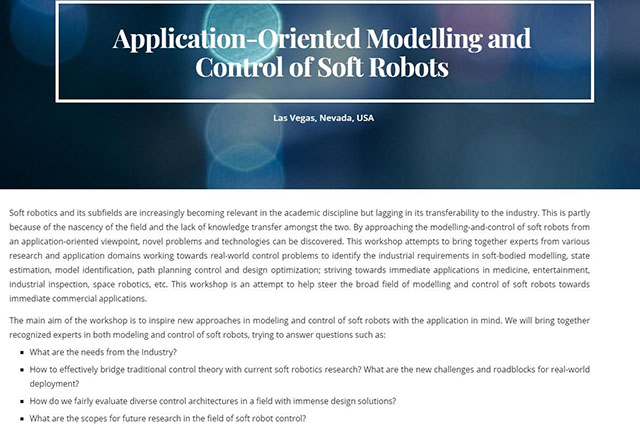 Application-Oriented Modelling and
Control of Soft Robots
Las Vegas, Nevada, USA
Soft robotics and its subfields are increasingly becoming relevant in the academic discipline but lagging in its transferability to the industry. This is partly
because of the nascency of the field and the lack of knowledge transfer amongst the two. By approaching the modelling-and-control of soft robots from
an application-oriented viewpoint, novel problems and technologies can be discovered. This workshop attempts to bring together experts from various
research and application domains working towards real-world control problems to identify the industrial requirements in soft-bodied modelling, state
estimation, model identification, path planning control and design optimization; striving towards immediate applications in medicine, entertainment,
industrial inspection, space robotics, etc. This workshop is an attempt to help steer the broad field of modelling and control of soft robots towards
immediate commercial applications.
The main aim of the workshop is to inspire new approaches in modeling and control of soft robots with the application in mind. We will bring together
recognized experts in both modeling and control of soft robots, trying to answer questions such as:
▪ What are the needs from the Industry?
▪ How to effectively bridge traditional control theory with current soft robotics research? What are the new challenges and roadblocks for real-world
deployment?
▪ How do we fairly evaluate diverse control architectures in a field with immense design solutions?
▪ What are the scopes for future research in the field of soft robot control?